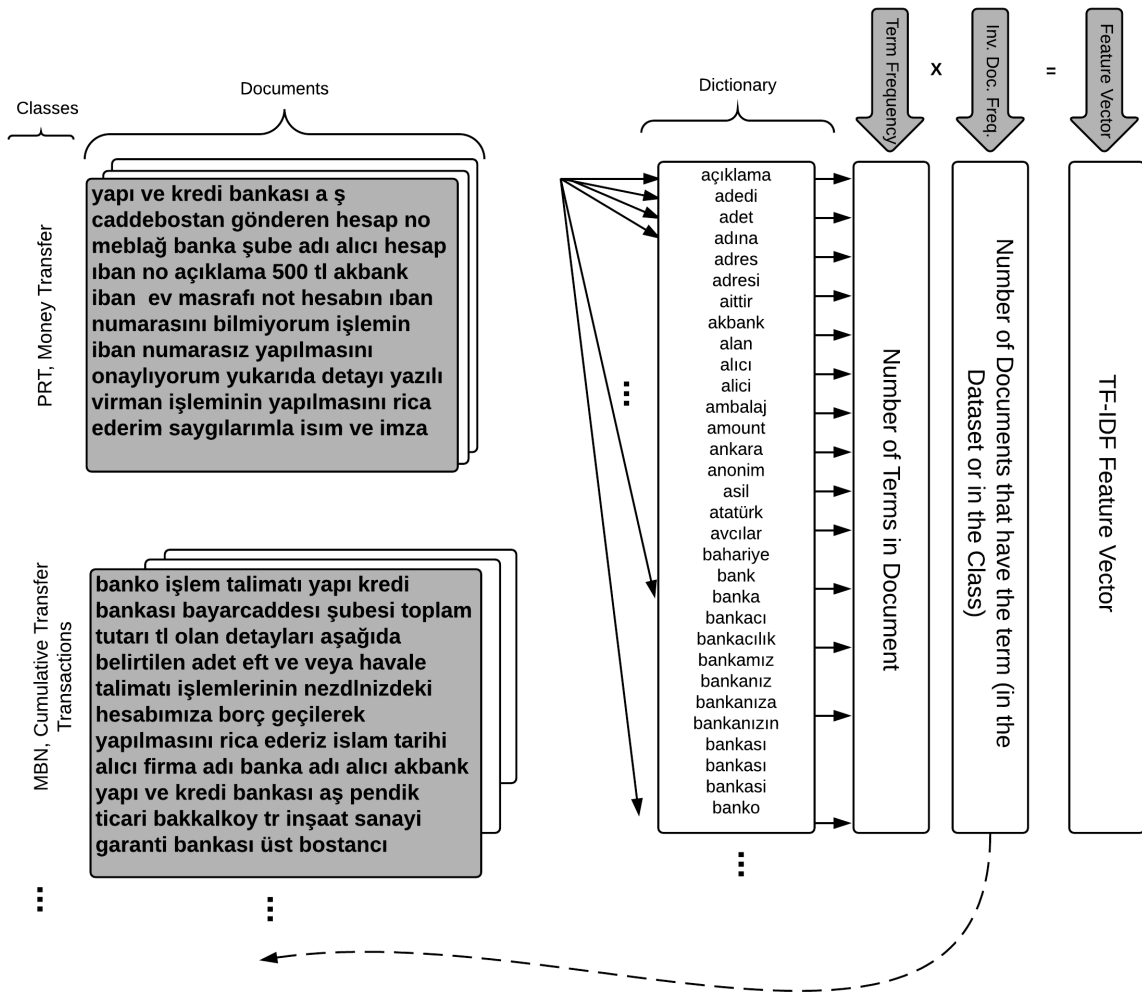 Classes
Documents
Dictionary
Term Frequency
X
Inv. Doc. Freq.
=
Feature Vector
PRT, Money Transfer
yapı ve kredi bankası a ş
caddebostan gönderen hesap no
meblağ banka şube adı alıcı hesap
ıban no açıklama 500 tl akbank
iban ev masrafı not hesabın ıban
numarasını bilmiyorum işlemin
iban numarasız yapılmasını
onaylıyorum yukarıda detayı yazılı
virman işleminin yapılmasını rica
ederim saygılarımla isım ve imza
MBN, Cumulative Transfer
Transactions
banko işlem talimatı yapı kredi
bankası bayarcaddesı şubesi toplam
tutarı tl olan detayları aşağıda
belirtilen adet eft ve veya havale
talimatı işlemlerinin nezdlnizdeki
hesabımıza borç geçilerek
yapılmasını rica ederiz islam tarihi
alıcı firma adı banka adı alıcı akbank
yapı ve kredi bankası aş pendik
ticari bakkalkoy tr inşaat sanayi
garanti bankası üst bostancı
...
...
...
açıklama
adedi
adet
adına
adres
adresi
aittir
akbank
alan
alıcı
alici
ambalaj
amount
ankara
anonim
asil
atatürk
avcılar
bahariye
bank
banka
bankacı
bankacılık
bankamız
bankanız
bankanıza
bankanızın
bankası
bankası
bankasi
banko
...
Number of Terms in Document
Number of Documents that have the term (in the
Dataset or in the Class)
TF-IDF Feature Vector